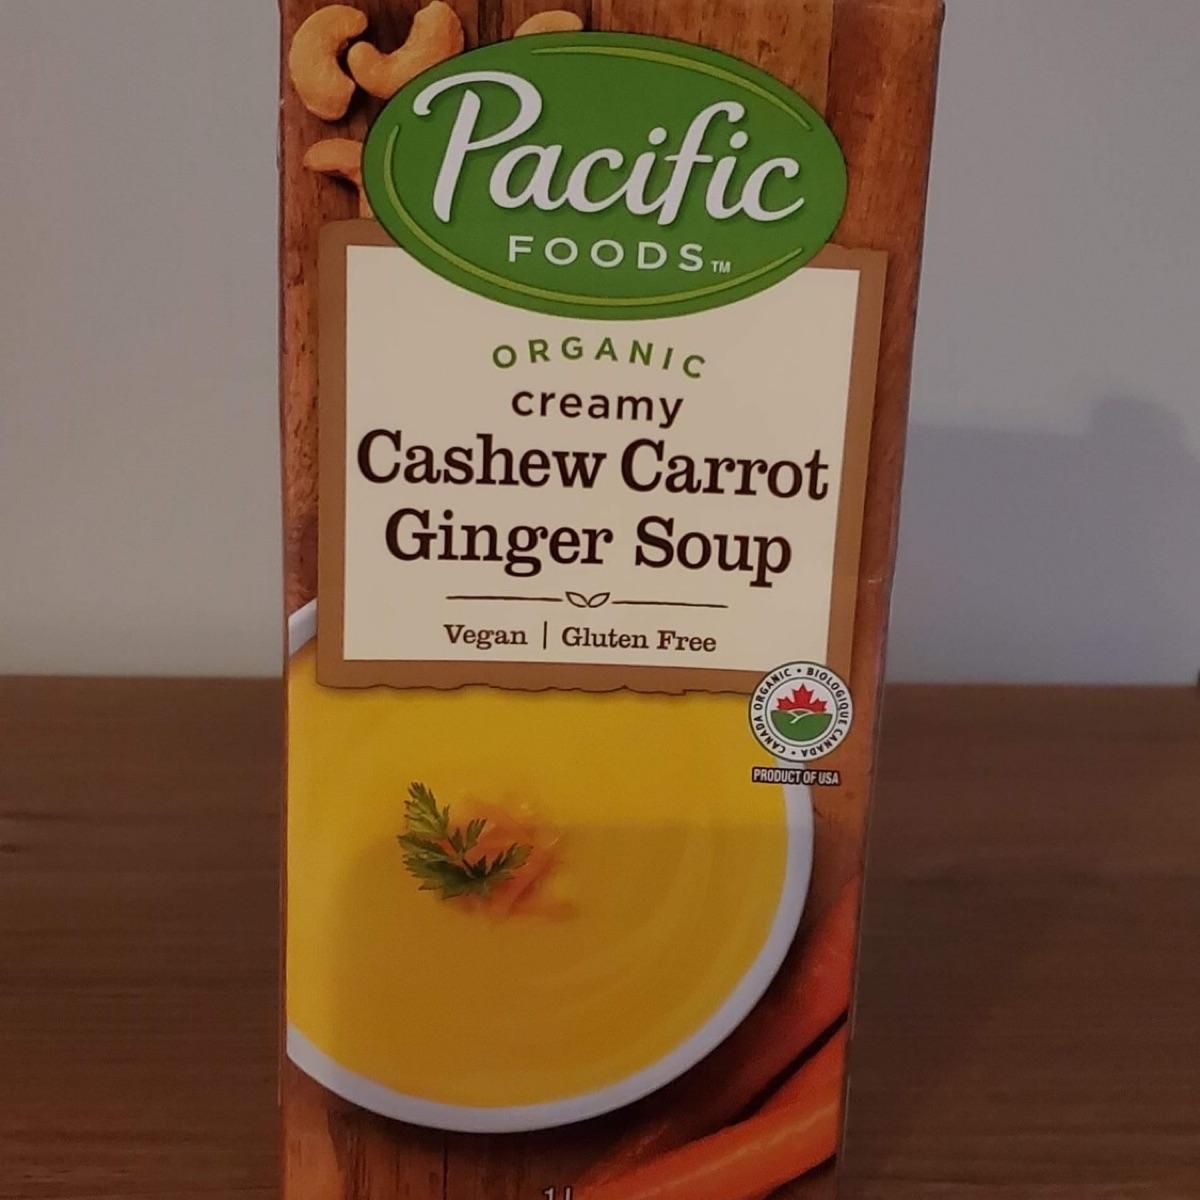 Pacific
FOODS™
ORGANIC
creamy
Cashew Carrot
Ginger Soup
Vegan | Gluten Free
CANADA ORGANIC • BIOLOGIQUE CANADA •
PRODUCT OF USA